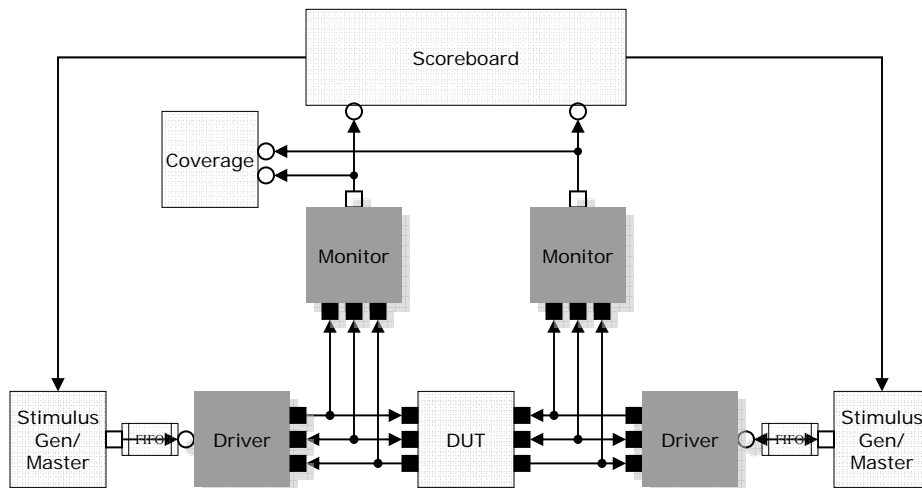 Scoreboard
Coverage
Monitor
Monitor
Stimulus
Gen/
Master
FIFO
Driver
DUT
Driver
FIFO
Stimulus
Gen/
Master